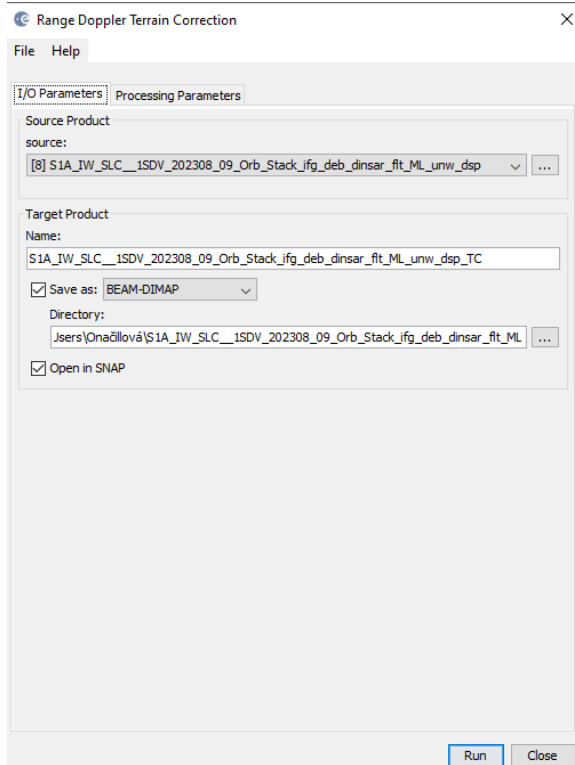 Range Doppler Terrain Correction
File Help
I/O Parameters Processing Parameters
Source Product
source:
[8] S1A_IW_SLC__1SDV_202308_09_Orb_Stack_ifg_deb_dinsar_flt_ML_unw_dsp
...
Target Product
Name:
S1A_IW_SLC__1SDV_202308_09_Orb_Stack_ifg_deb_dinsar_flt_ML_unw_dsp_TC
Save as: BEAM-DIMAP
Directory:
Jsers\Onačillová\S1A_IW_SLC__1SDV_202308_09_Orb_Stack_ifg_deb_dinsar_flt_ML
...
Open in SNAP
Run Close